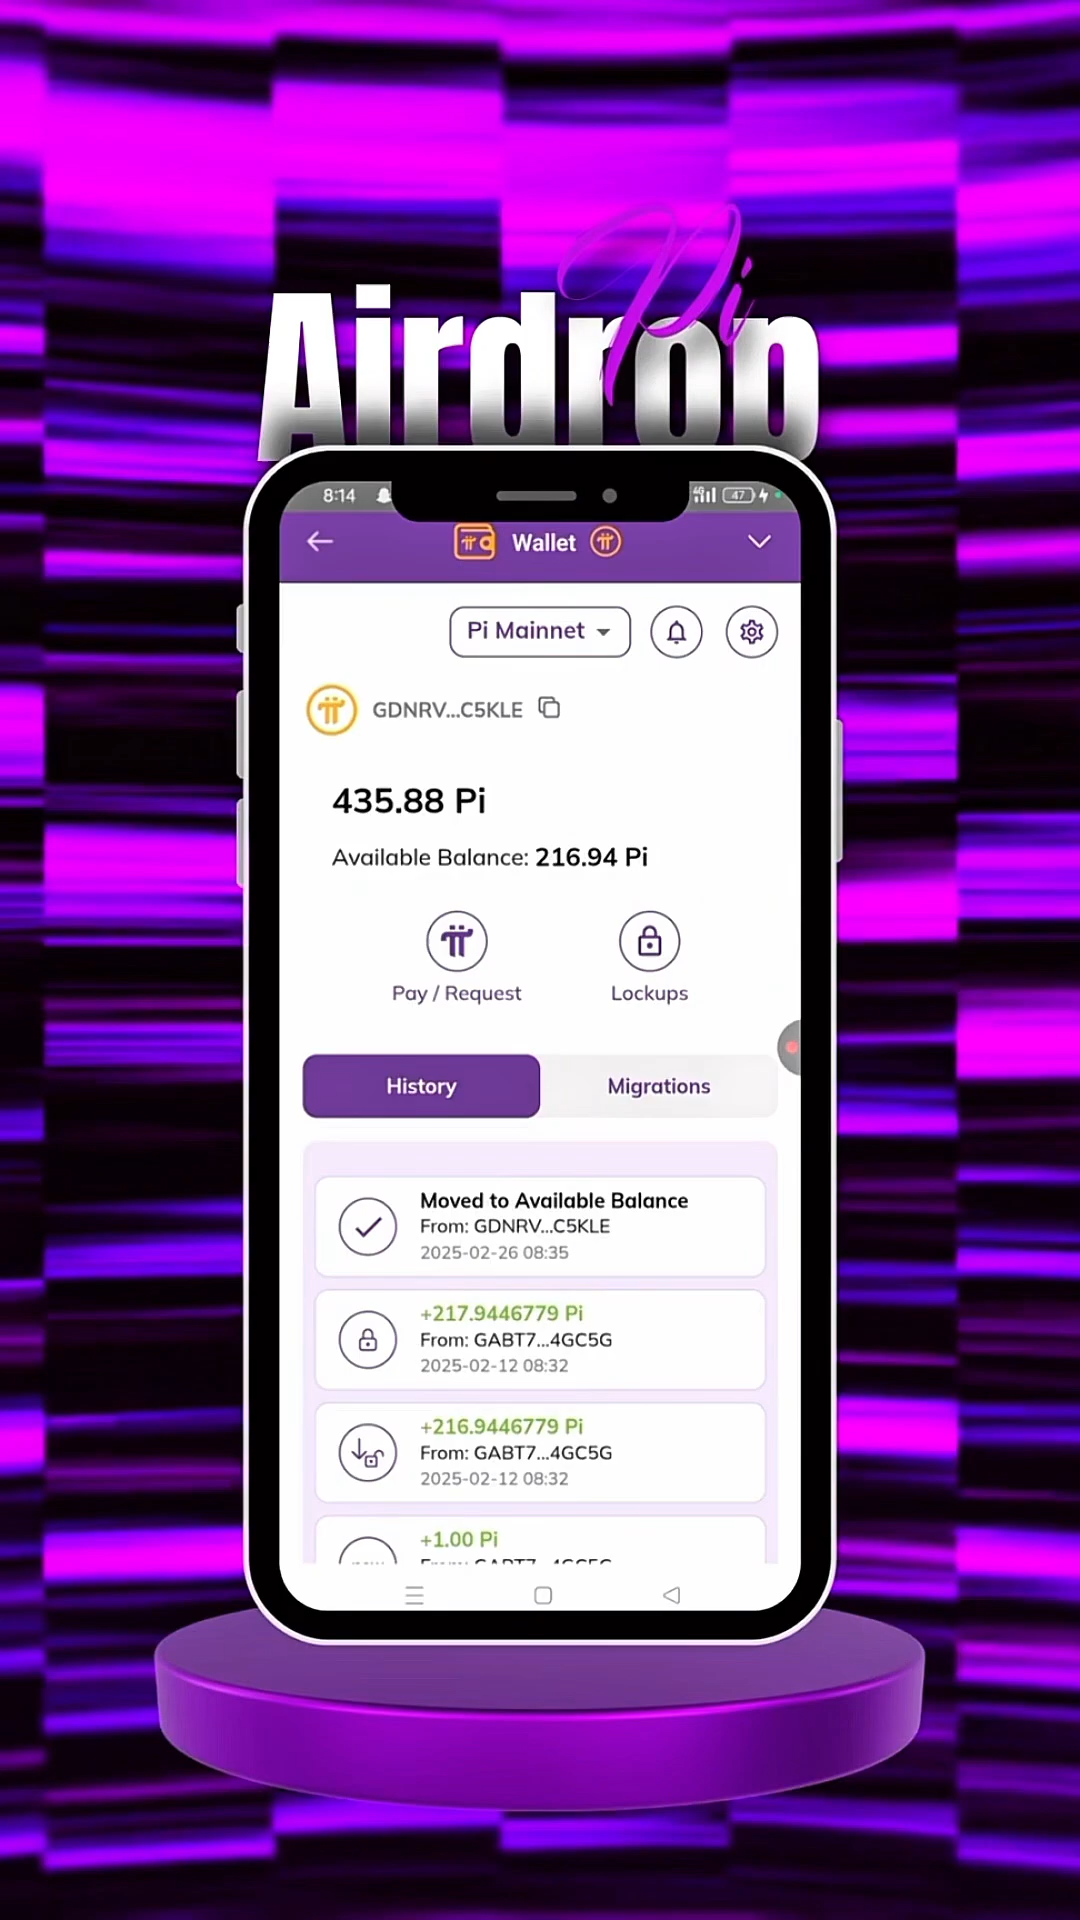 Pi
Airdrop
8:14
4G
47
Wallet
Pi Mainnet
GDNRV...C5KLE
435.88 Pi
Available Balance: 216.94 Pi
Pay / Request
Lockups
History
Migrations
Moved to Available Balance
From: GDNRV...C5KLE
2025-02-26 08:35
+217.9446779 Pi
From: GABT7...4GC5G
2025-02-12 08:32
+216.9446779 Pi
From: GABT7...4GC5G
2025-02-12 08:32
+1.00 Pi
From: GABT7...4GC5G